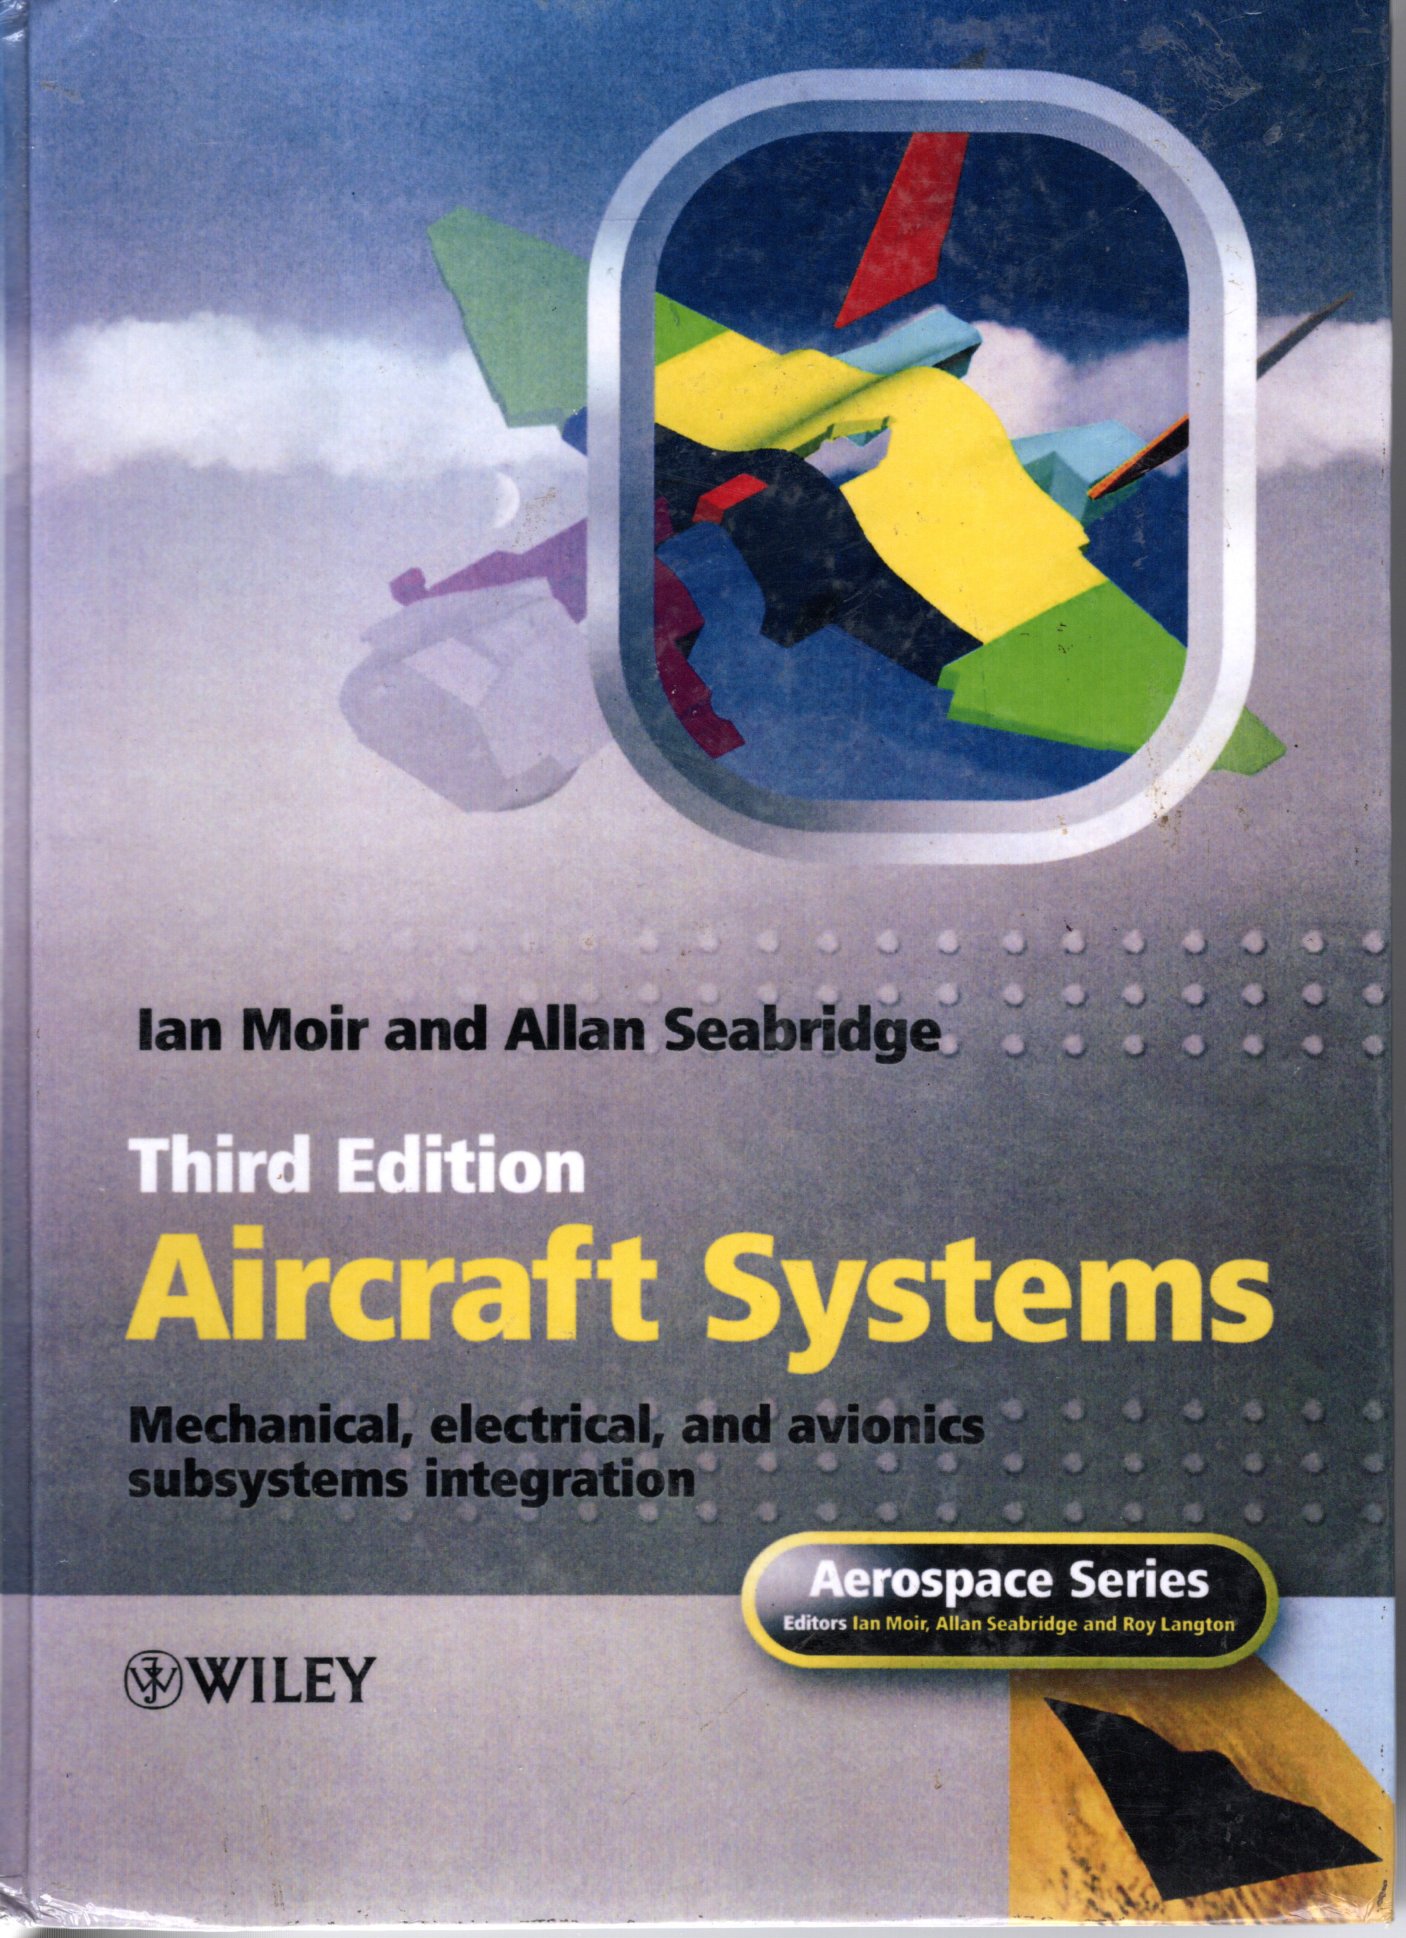 Ian Moir and Allan Seabridge
Third Edition
Aircraft Systems
Mechanical, electrical, and avionics
subsystems integration
Aerospace Series
Editors Ian Moir, Allan Seabridge and Roy Langton
WILEY